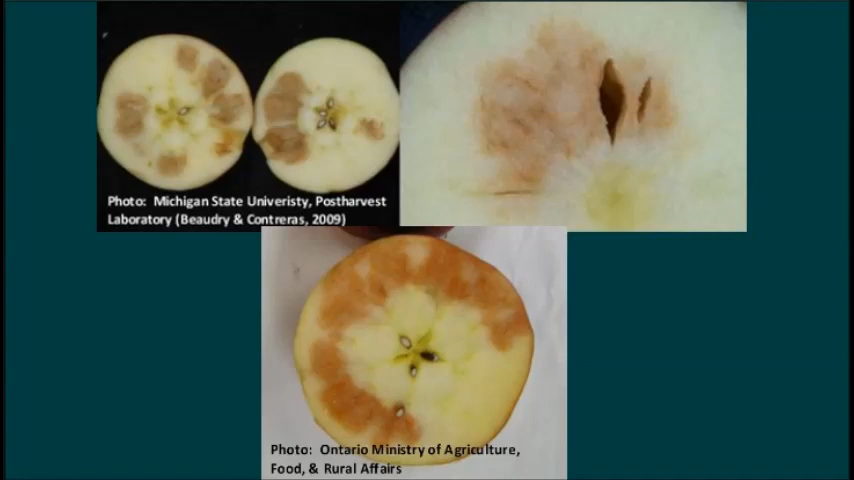 Photo: Michigan State Univeristy, Postharvest
Laboratory (Beaudry & Contreras, 2009)
Photo: Ontario Ministry of Agriculture,
Food, & Rural Affairs